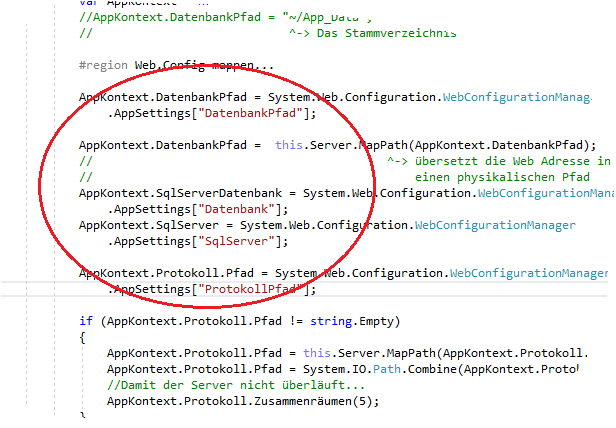 var AppKontext = ...
//AppKontext.DatenbankPfad = "~/App_Data";
// ^-> Das Stammverzeichnis
#region Web.Config mappen...
AppKontext.DatenbankPfad = System.Web.Configuration.WebConfigurationManag
.AppSettings["DatenbankPfad"];
AppKontext.DatenbankPfad = this.Server.MapPath(AppKontext.DatenbankPfad);
// ^-> übersetzt die Web Adresse in
// einen physikalischen Pfad
AppKontext.SqlServerDatenbank = System.Web.Configuration.WebConfigurationMana
.AppSettings["Datenbank"];
AppKontext.SqlServer = System.Web.Configuration.WebConfigurationManager
.AppSettings["SqlServer"];
AppKontext.Protokoll.Pfad = System.Web.Configuration.WebConfigurationManager
.AppSettings["ProtokollPfad"];
if (AppKontext.Protokoll.Pfad != string.Empty)
{
AppKontext.Protokoll.Pfad = this.Server.MapPath(AppKontext.Protokoll.
AppKontext.Protokoll.Pfad = System.IO.Path.Combine(AppKontext.Proto
//Damit der Server nicht überläuft...
AppKontext.Protokoll.Zusammenräumen(5);
}